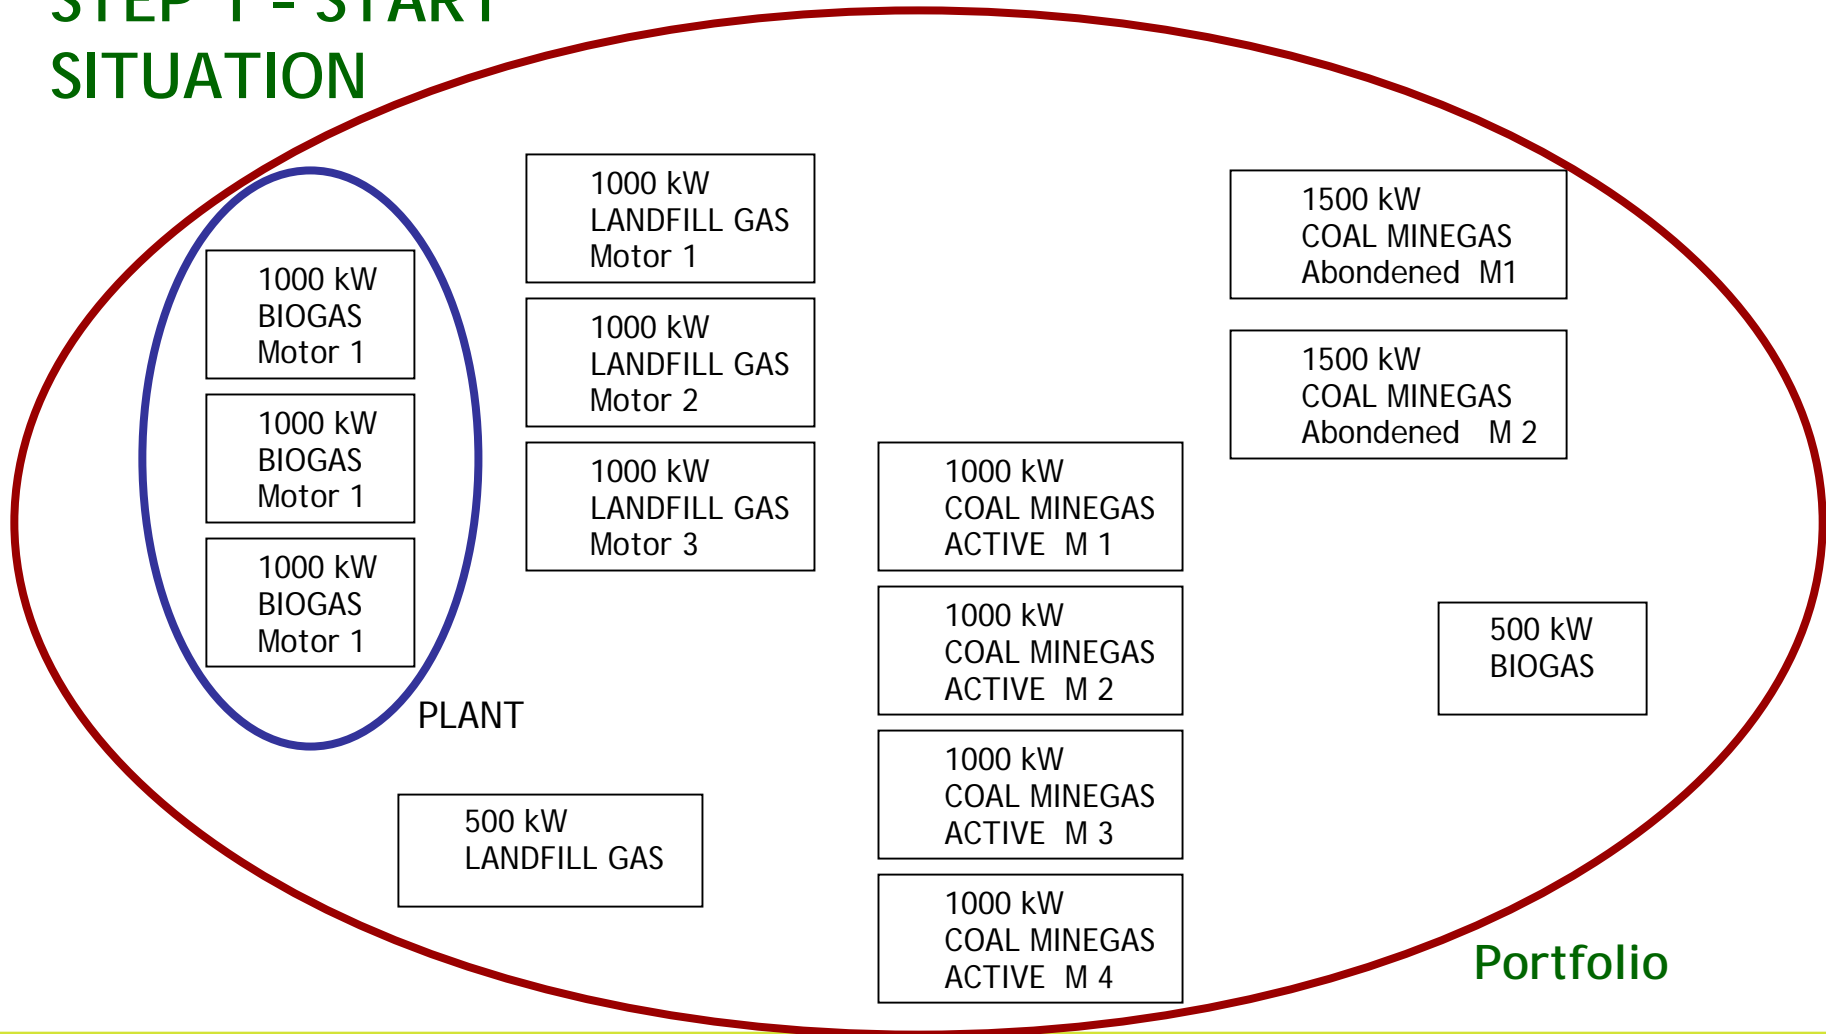 STEP 1 – START
SITUATION
1000 kW
BIOGAS
Motor 1
1000 kW
BIOGAS
Motor 1
1000 kW
BIOGAS
Motor 1
PLANT
1000 kW
LANDFILL GAS
Motor 1
1000 kW
LANDFILL GAS
Motor 2
1000 kW
LANDFILL GAS
Motor 3
500 kW
LANDFILL GAS
1000 kW
COAL MINEGAS
ACTIVE M 1
1000 kW
COAL MINEGAS
ACTIVE M 2
1000 kW
COAL MINEGAS
ACTIVE M 3
1000 kW
COAL MINEGAS
ACTIVE M 4
1500 kW
COAL MINEGAS
Abondened M1
1500 kW
COAL MINEGAS
Abondened M 2
500 kW
BIOGAS
Portfolio